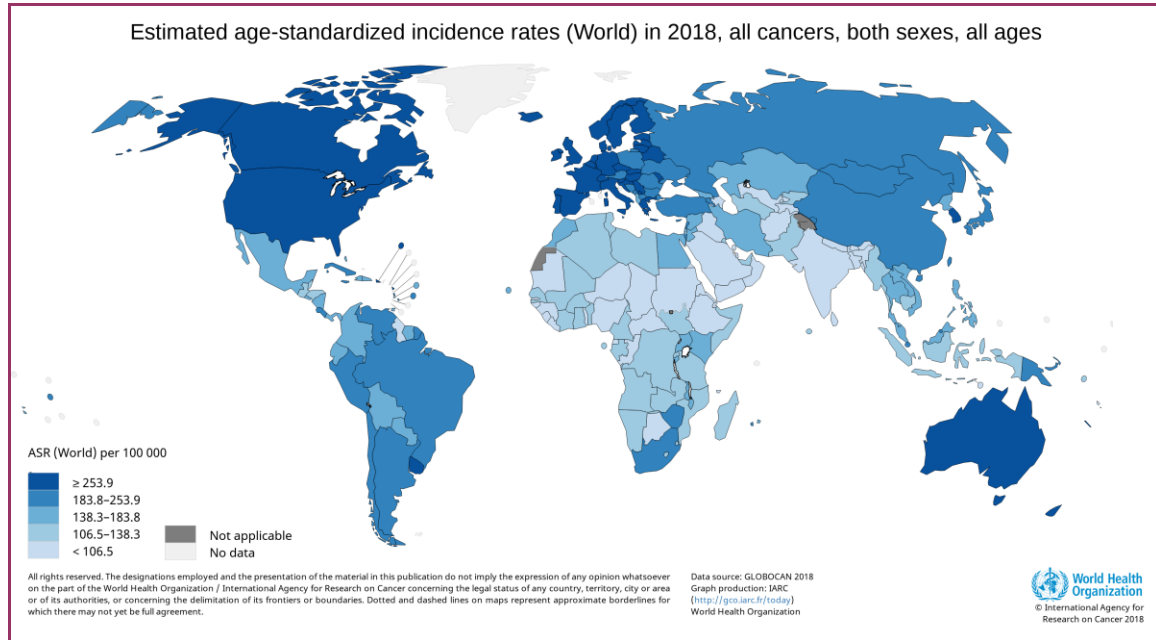 Estimated age-standardized incidence rates (World) in 2018, all cancers, both sexes, all ages
ASR (World) per 100 000
≥ 253.9
183.8–253.9
138.3–183.8
106.5–138.3
< 106.5
Not applicable
No data
All rights reserved. The designations employed and the presentation of the material in this publication do not imply the expression of any opinion whatsoever
on the part of the World Health Organization / International Agency for Research on Cancer concerning the legal status of any country, territory, city or area
or of its authorities, or concerning the delimitation of its frontiers or boundaries. Dotted and dashed lines on maps represent approximate borderlines for
which there may not yet be full agreement.
Data source: GLOBOCAN 2018
Graph production: IARC
(http://gco.iarc.fr/today)
World Health Organization
World Health
Organization
© International Agency for
Research on Cancer 2018